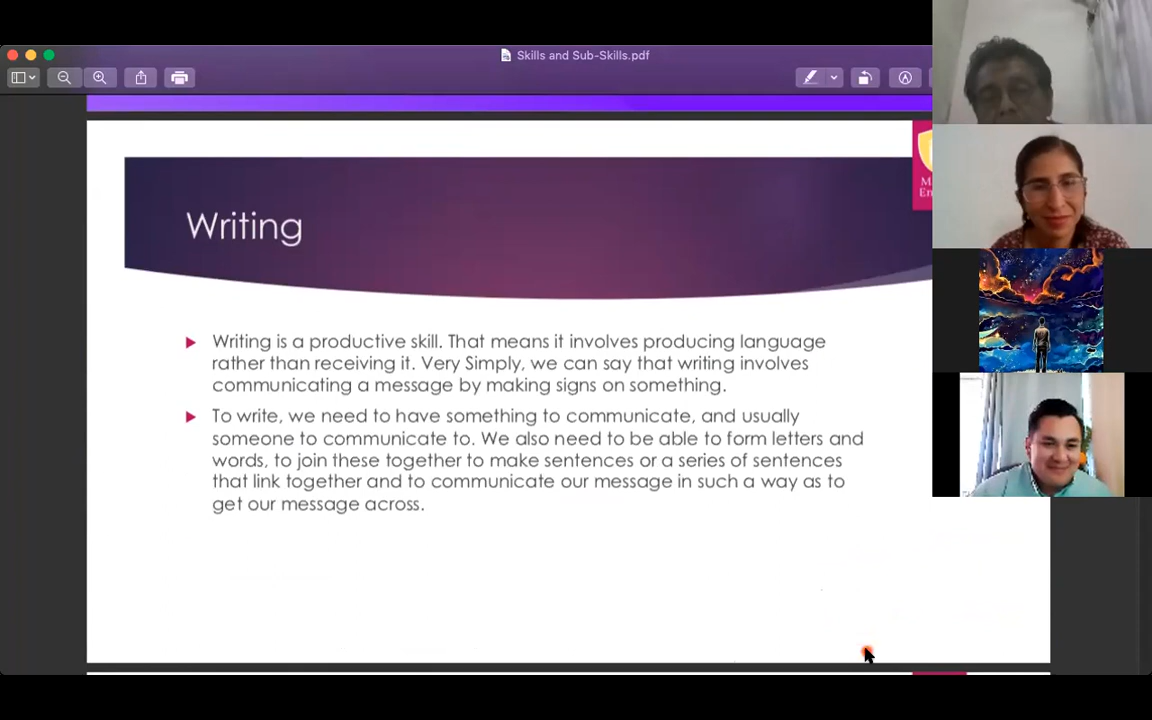 Skills and Sub-Skills.pdf
Writing
Writing is a productive skill. That means it involves producing language
rather than receiving it. Very Simply, we can say that writing involves
communicating a message by making signs on something.
To write, we need to have something to communicate, and usually
someone to communicate to. We also need to be able to form letters and
words, to join these together to make sentences or a series of sentences
that link together and to communicate our message in such a way as to
get our message across.